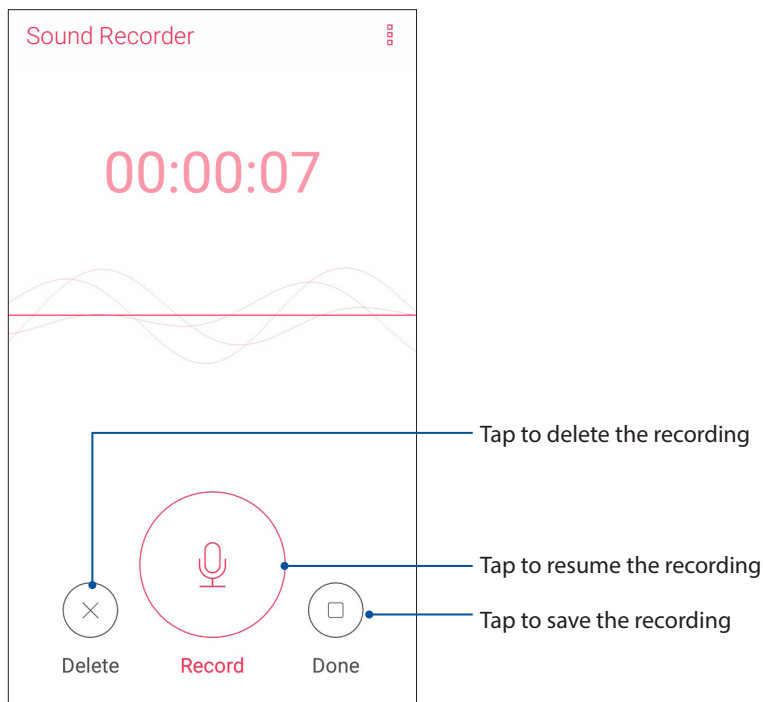 Sound Recorder
00:00:07
Tap to delete the recording
Tap to resume the recording
Tap to save the recording
Delete
Record
Done